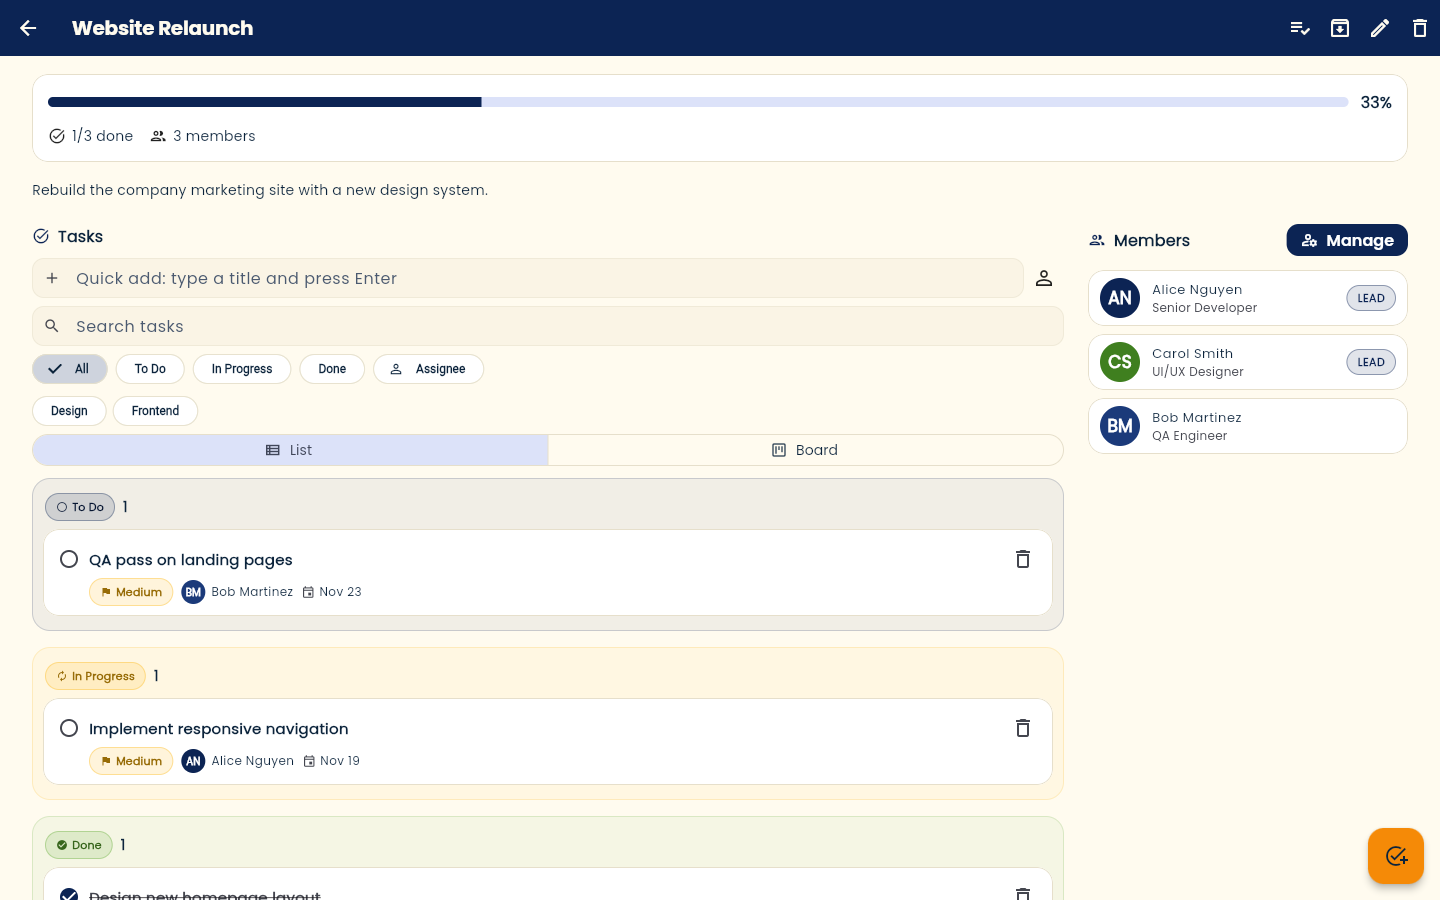 Website Relaunch
33%
1/3 done
3 members
Rebuild the company marketing site with a new design system.
Tasks
Quick add: type a title and press Enter
Search tasks
All
To Do
In Progress
Done
Assignee
Design
Frontend
List
Board
To Do
1
QA pass on landing pages
Medium
BM
Bob Martinez
Nov 23
In Progress
1
Implement responsive navigation
Medium
AN
Alice Nguyen
Nov 19
Done
1
Design new homepage layout
Members
Manage
AN
Alice Nguyen
Senior Developer
LEAD
CS
Carol Smith
UI/UX Designer
LEAD
BM
Bob Martinez
QA Engineer